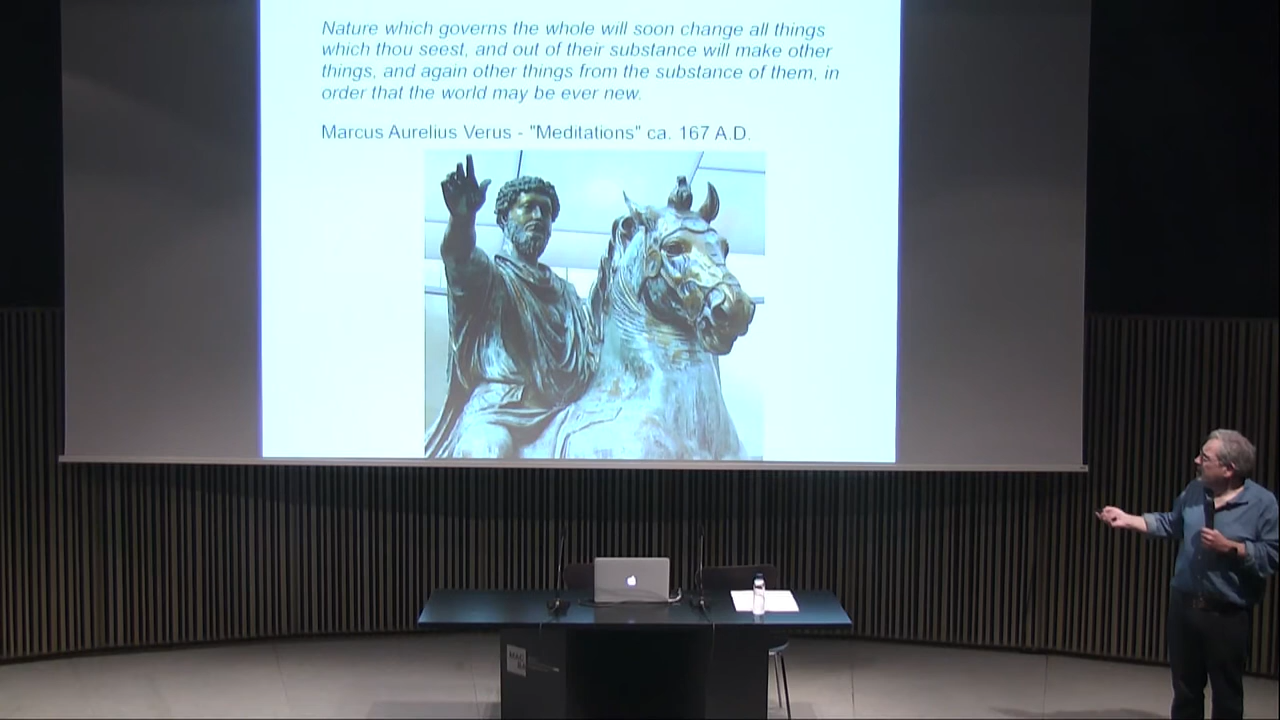 Nature which governs the whole will soon change all things
which thou seest, and out of their substance will make other
things, and again other things from the substance of them, in
order that the world may be ever new.
Marcus Aurelius Verus - "Meditations" ca. 167 A.D.
MAC
BA